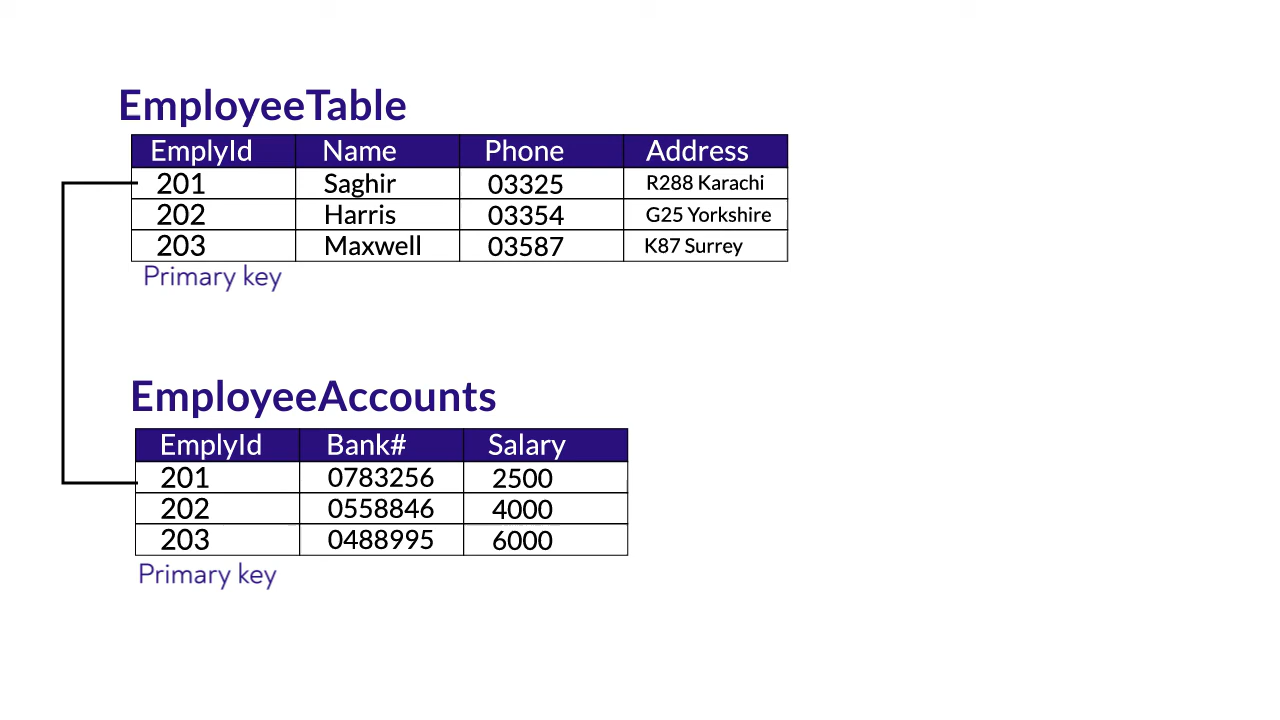 EmployeeTable
EmplyId Name Phone Address
201 Saghir 03325 R288 Karachi
202 Harris 03354 G25 Yorkshire
203 Maxwell 03587 K87 Surrey
Primary key
EmployeeAccounts
EmplyId Bank# Salary
201 0783256 2500
202 0558846 4000
203 0488995 6000
Primary key